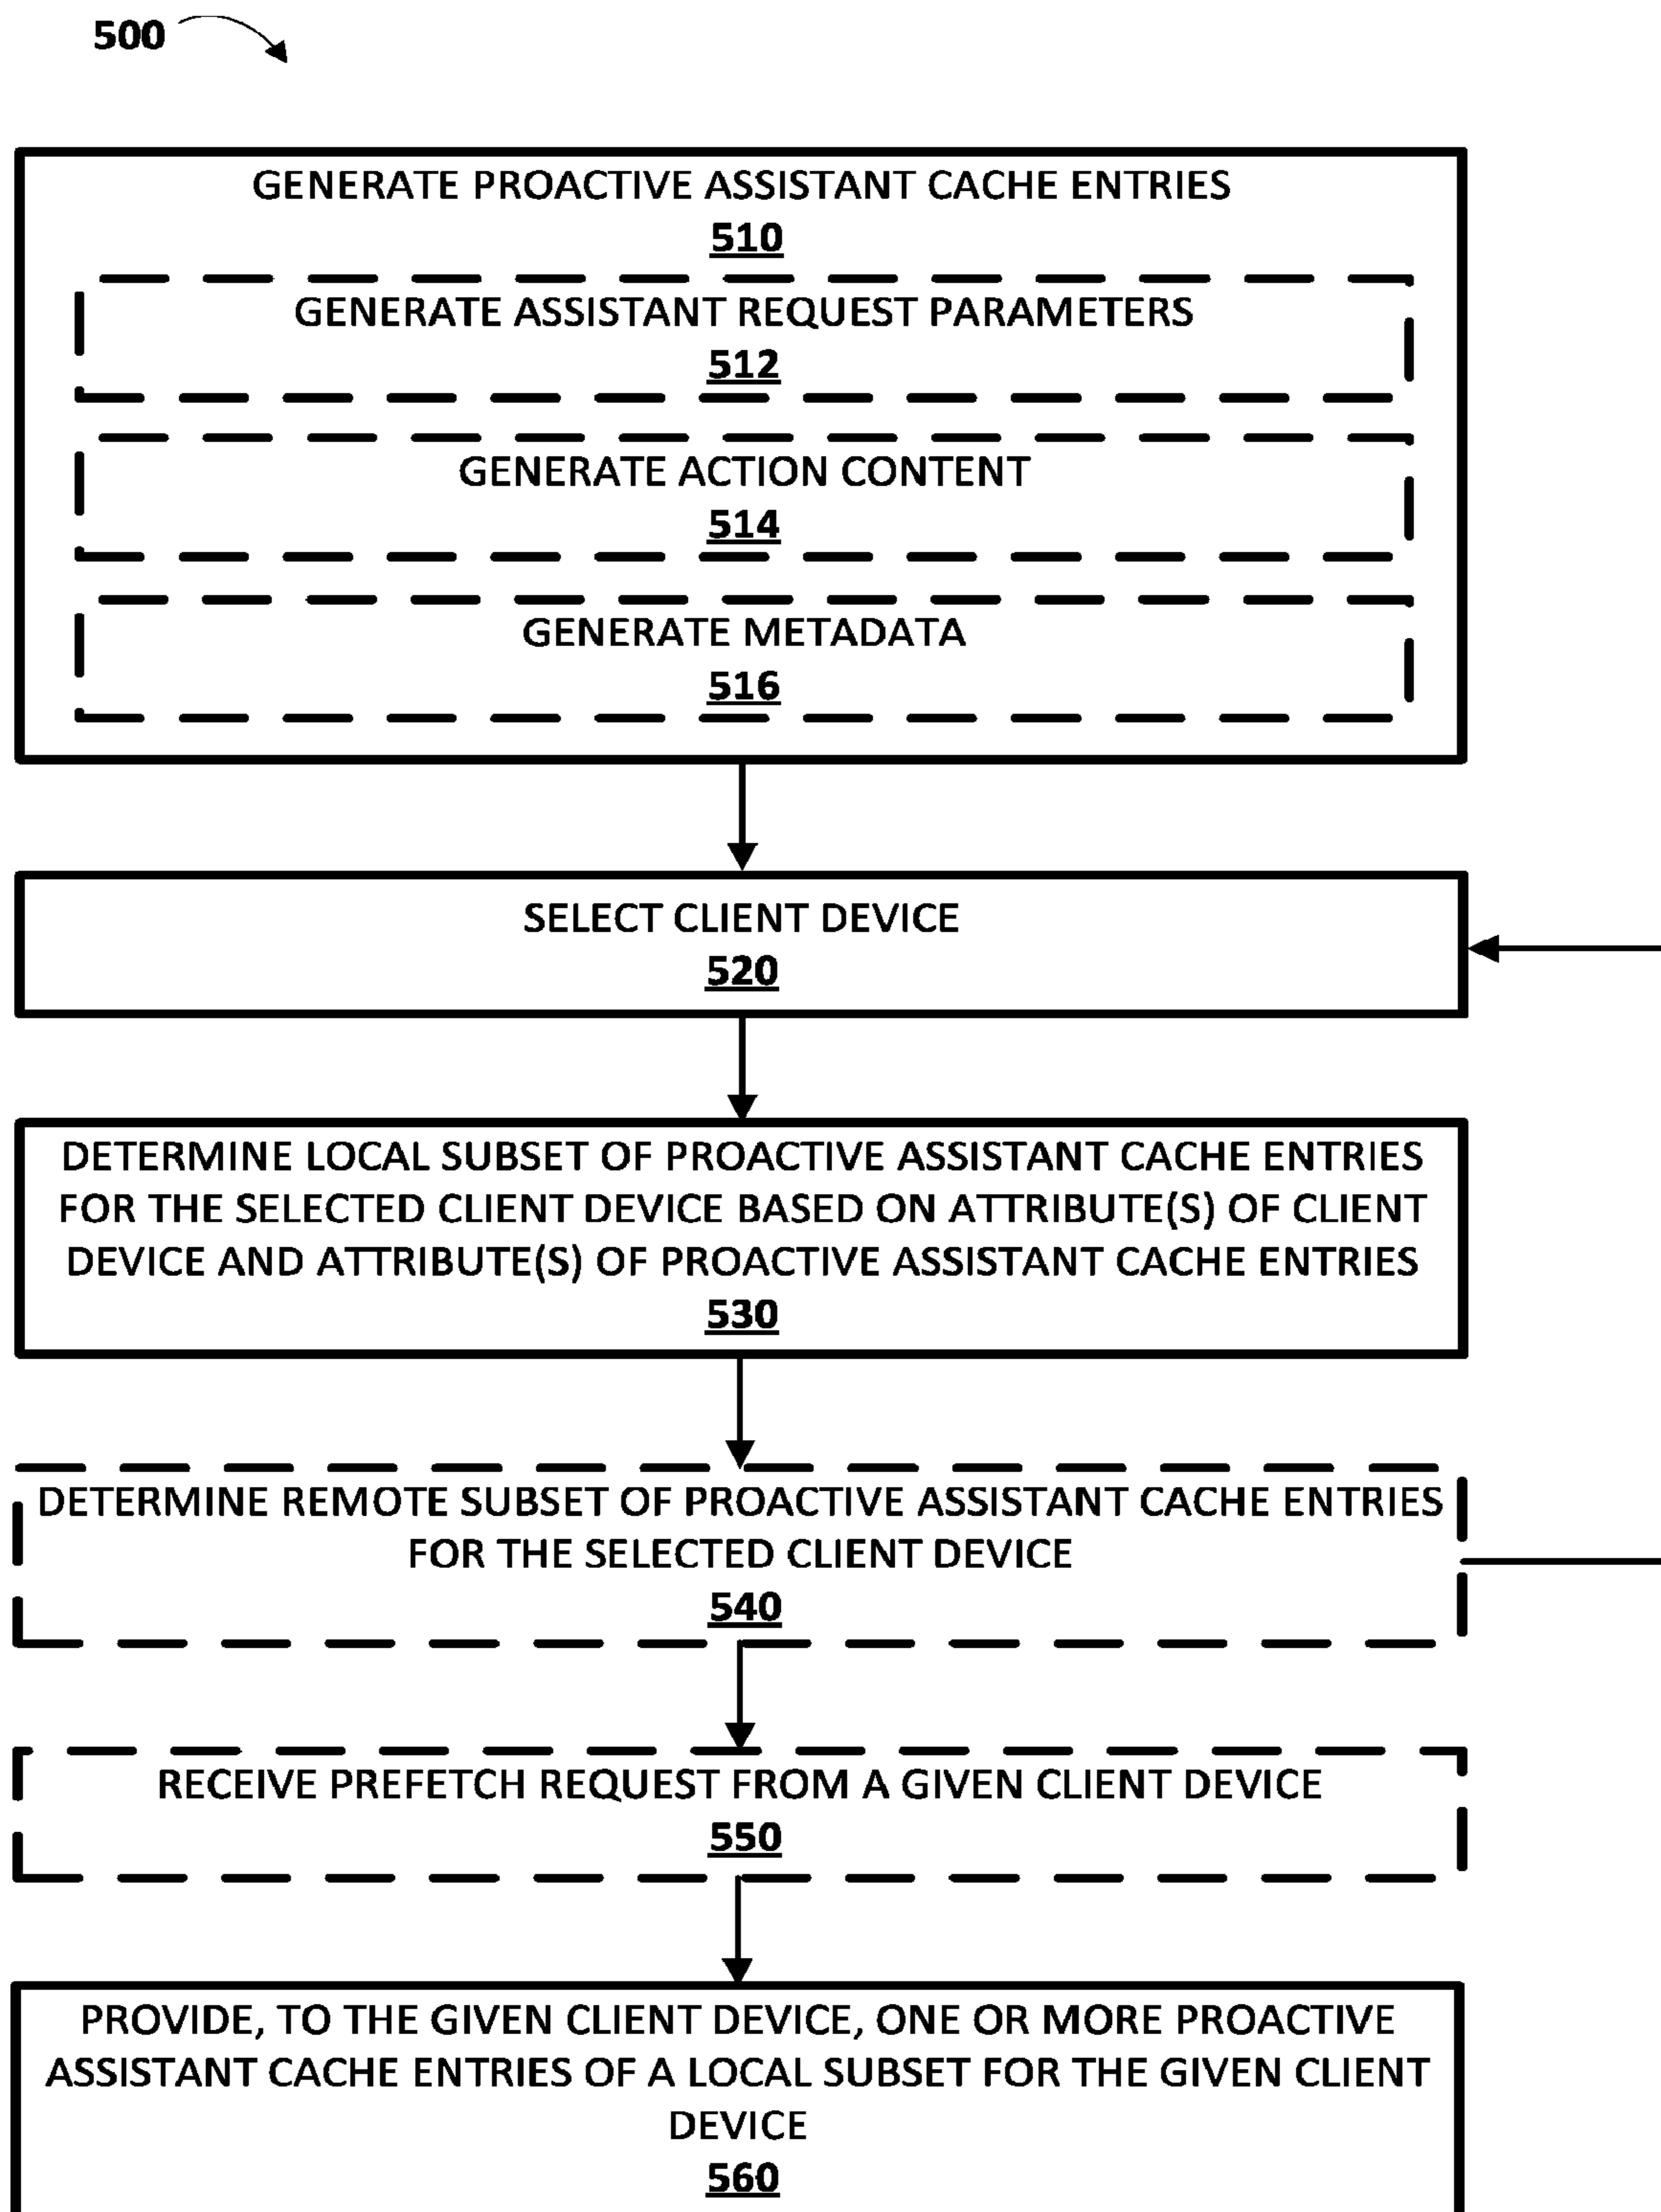 500
GENERATE PROACTIVE ASSISTANT CACHE ENTRIES
510
GENERATE ASSISTANT REQUEST PARAMETERS
512
GENERATE ACTION CONTENT
514
GENERATE METADATA
516
SELECT CLIENT DEVICE
520
DETERMINE LOCAL SUBSET OF PROACTIVE ASSISTANT CACHE ENTRIES
FOR THE SELECTED CLIENT DEVICE BASED ON ATTRIBUTE(S) OF CLIENT
DEVICE AND ATTRIBUTE(S) OF PROACTIVE ASSISTANT CACHE ENTRIES
530
DETERMINE REMOTE SUBSET OF PROACTIVE ASSISTANT CACHE ENTRIES
FOR THE SELECTED CLIENT DEVICE
540
RECEIVE PREFETCH REQUEST FROM A GIVEN CLIENT DEVICE
550
PROVIDE, TO THE GIVEN CLIENT DEVICE, ONE OR MORE PROACTIVE
ASSISTANT CACHE ENTRIES OF A LOCAL SUBSET FOR THE GIVEN CLIENT
DEVICE
560